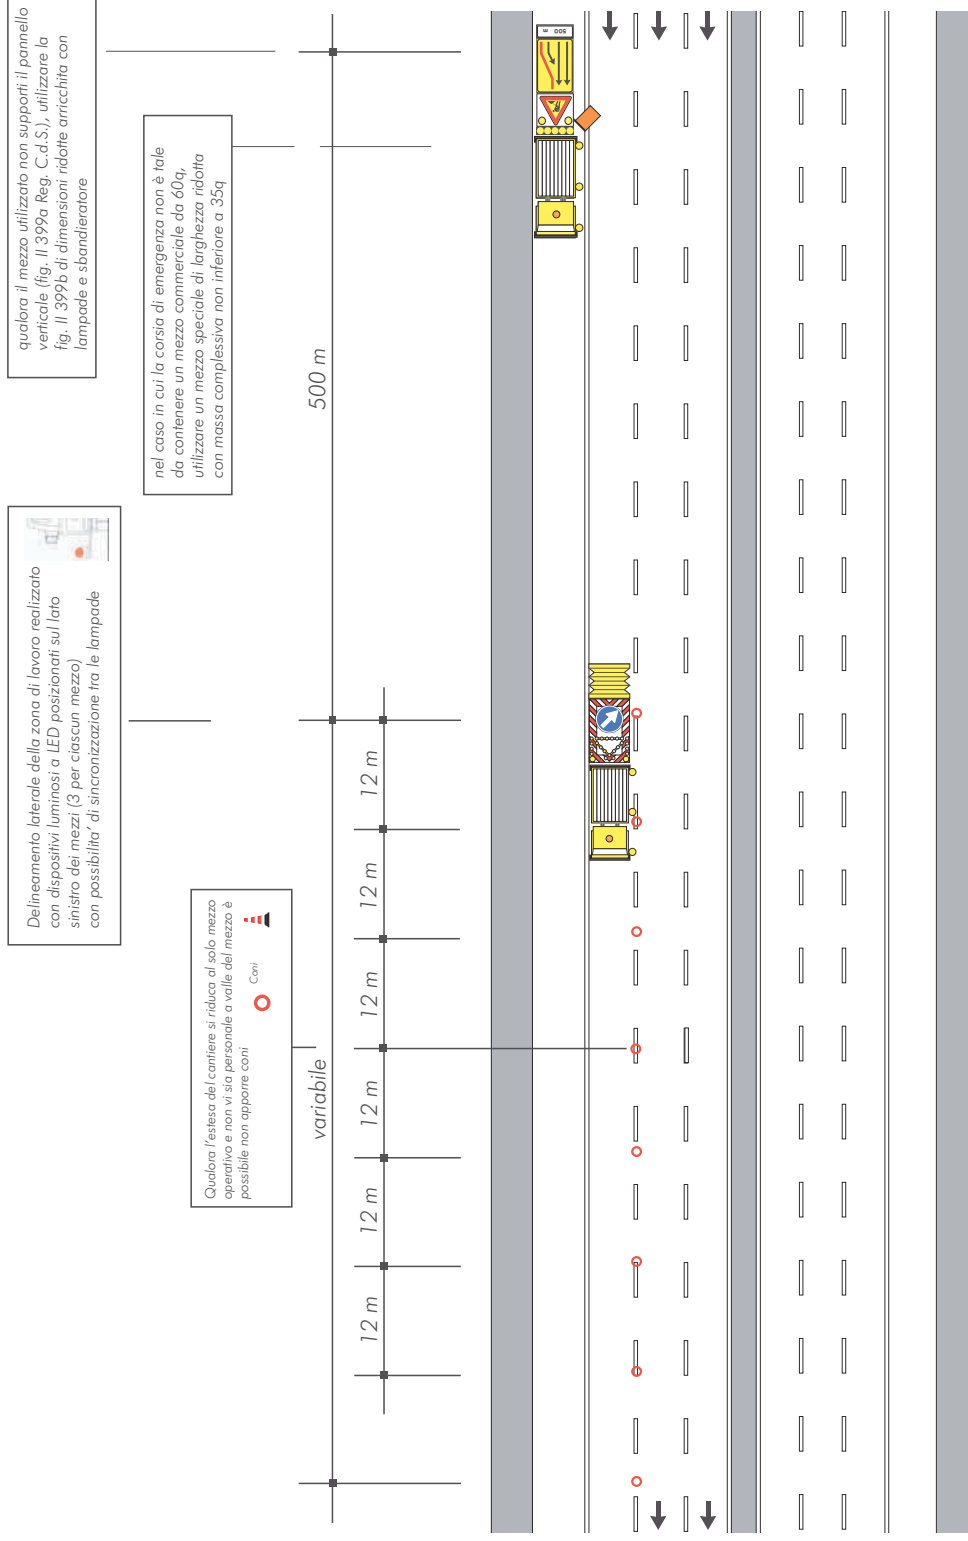 qualora il mezzo utilizzato non supporti il pannello
verticale (fig. II 399a Reg. C.d.S.), utilizzare la
fig. II 399b di dimensioni ridotte arricchita con
lampade e sbandieratore
nel caso in cui la corsia di emergenza non è tale
da contenere un mezzo commerciale da 60q,
utilizzare un mezzo speciale di larghezza ridotta
con massa complessiva non inferiore a 35q
500 m
500 m
Delineamento laterale della zona di lavoro realizzato
con dispositivi luminosi a LED posizionati sul lato
sinistro dei mezzi (3 per ciascun mezzo)
con possibilita' di sincronizzazione tra le lampade
Qualora l'estesa del cantiere si riduca al solo mezzo
operativo e non vi sia personale a valle del mezzo è
possibile non apporre coni
Coni
variabile
12 m
12 m
12 m
12 m
12 m
12 m